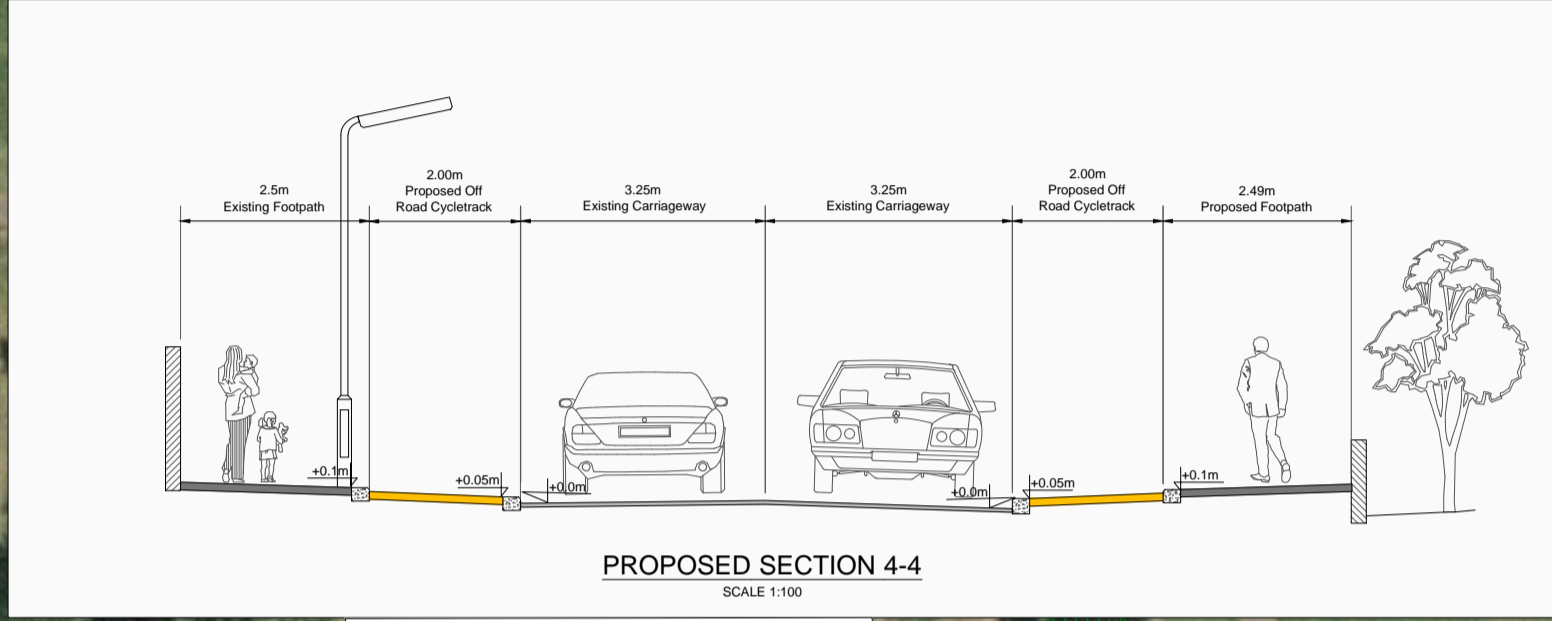 2.5m
Existing Footpath
2.00m
Proposed Off
Road Cycletrack
3.25m
Existing Carriageway
3.25m
Existing Carriageway
2.00m
Proposed Off
Road Cycletrack
2.49m
Proposed Footpath
+0.1m
+0.05m
+0.0m
+0.0m
+0.05m
+0.1m
PROPOSED SECTION 4-4
SCALE 1:100